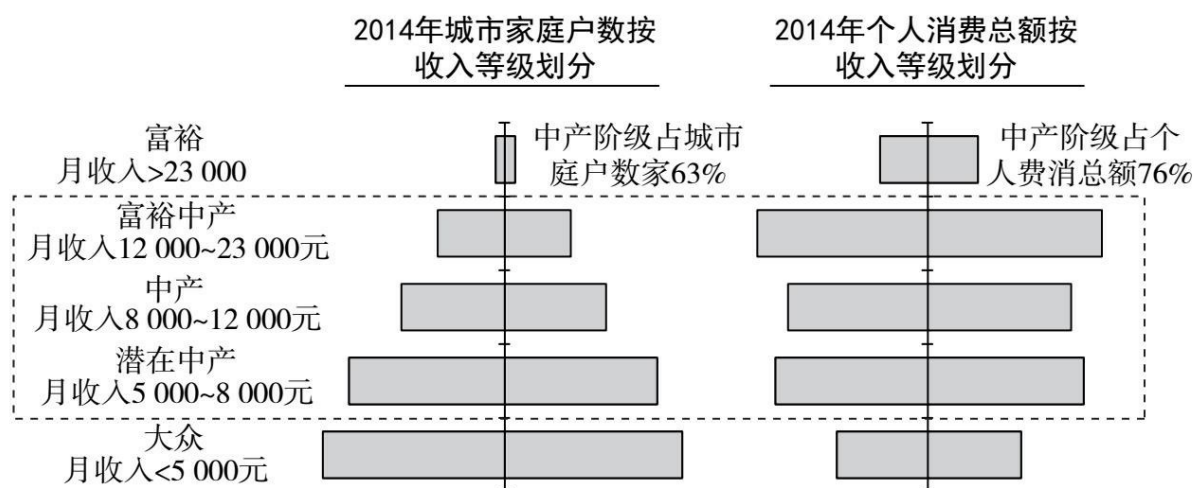 2014年城市家庭户数按
收入等级划分
2014年个人消费总额按
收入等级划分
富裕
月收入>23 000
中产阶级占城市
庭户数家63%
中产阶级占个
人费消总额76%
富裕中产
月收入12 000~23 000元
中产
月收入8 000~12 000元
潜在中产
月收入5 000~8 000元
大众
月收入<5 000元